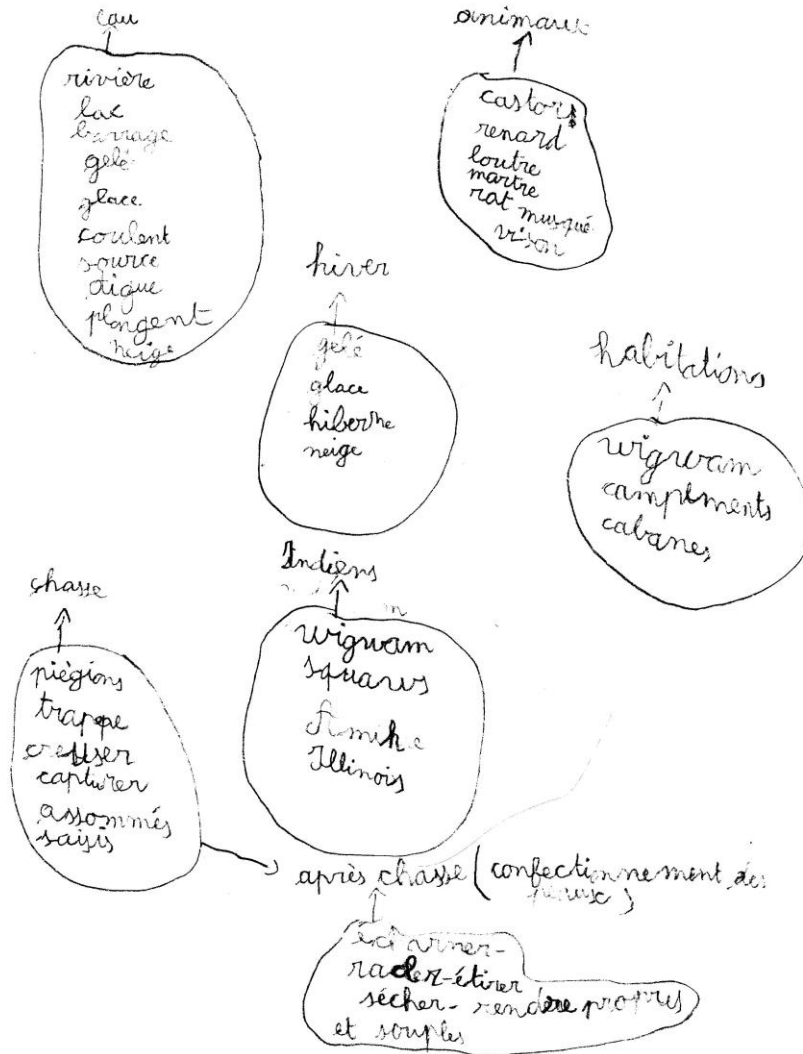 eau
rivière
lac
barrage
gelé
glace
coulent
source
digue
plongent
neige
animaux
castors
renard
loutre
martre
rat musqué
vison
hiver
gelé
glace
hiberne
neige
habitations
wigwam
campements
cabanes
chasse
piégions
trappe
creuser
capturer
assommés
saisis
Indiens
wigwam
squaws
Illinois
après chasse (confectionnement des
peaux)
écharner-
racler-étirer
sécher- rendre propres
et souples